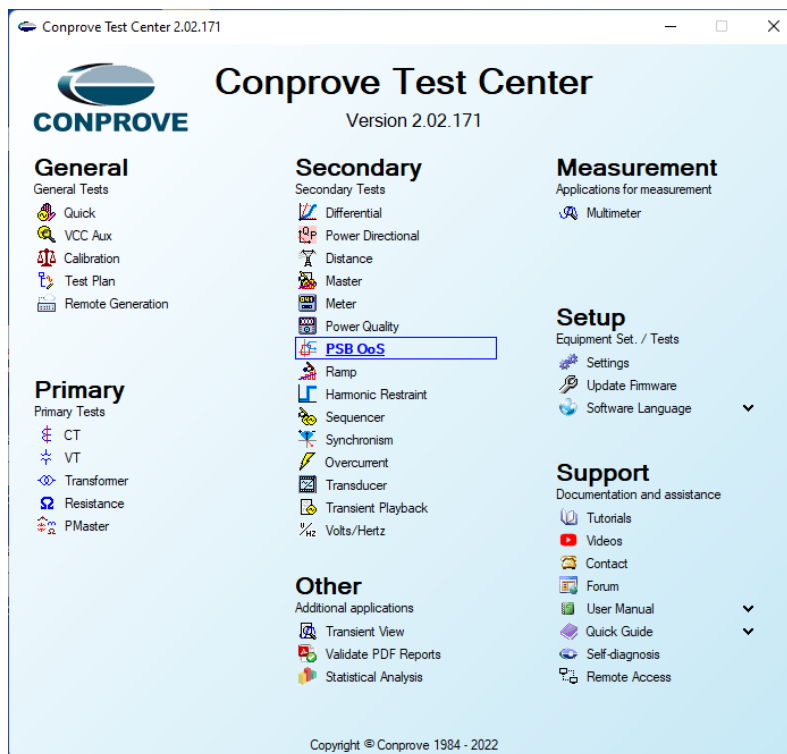 Conprove Test Center 2.02.171
CONPROVE
Conprove Test Center
Version 2.02.171
General
General Tests
Quick
VCC Aux
Calibration
Test Plan
Remote Generation
Primary
Primary Tests
CT
VT
Transformer
Resistance
PMaster
Secondary
Secondary Tests
Differential
Power Directional
Distance
Master
Meter
Power Quality
PSB OoS
Ramp
Harmonic Restraint
Sequencer
Synchronism
Overcurrent
Transducer
Transient Playback
Volts/Hertz
Other
Additional applications
Transient View
Validate PDF Reports
Statistical Analysis
Measurement
Applications for measurement
Multimeter
Setup
Equipment Set. / Tests
Settings
Update Firmware
Software Language
Support
Documentation and assistance
Tutorials
Videos
Contact
Forum
User Manual
Quick Guide
Self-diagnosis
Remote Access
Copyright © Conprove 1984 - 2022